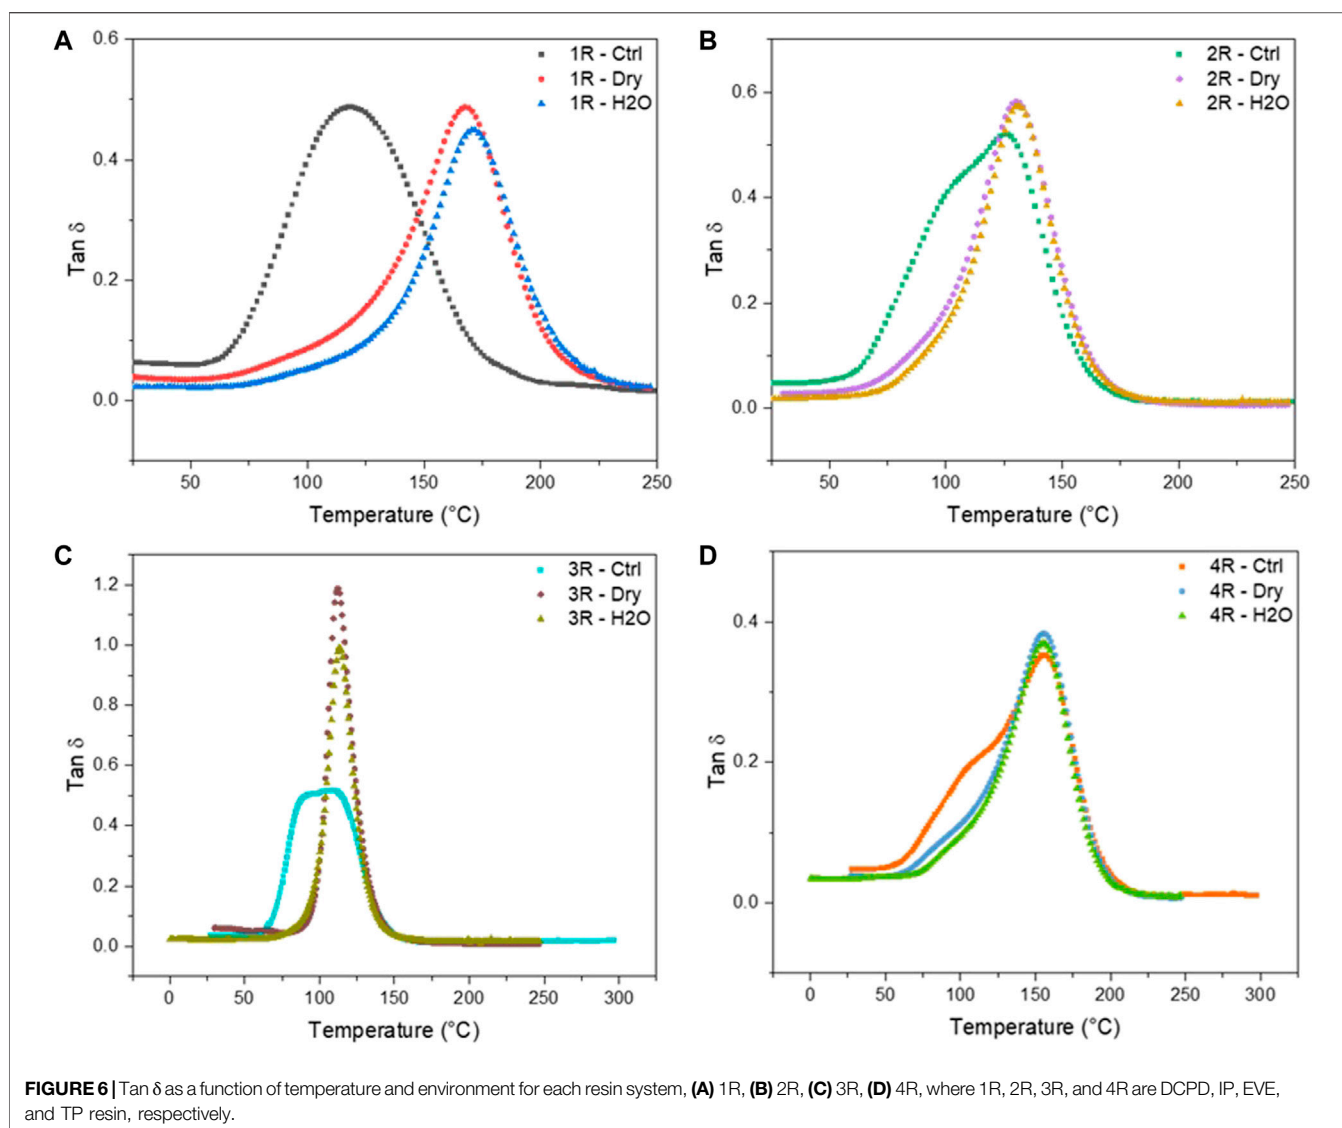 A
0.6
0.4
0.2
0.0
Tan δ
1R - Ctrl
1R - Dry
1R - H2O
50
100
150
200
250
Temperature (°C)
B
0.6
0.4
0.2
0.0
Tan δ
2R - Ctrl
2R - Dry
2R - H2O
50
100
150
200
250
Temperature (°C)
C
1.2
1.0
0.8
0.6
0.4
0.2
0.0
Tan δ
3R - Ctrl
3R - Dry
3R - H2O
0
50
100
150
200
250
300
Temperature (°C)
D
0.4
0.2
0.0
Tan δ
4R - Ctrl
4R - Dry
4R - H2O
0
50
100
150
200
250
300
Temperature (°C)
FIGURE 6 | Tan δ as a function of temperature and environment for each resin system, (A) 1R, (B) 2R, (C) 3R, (D) 4R, where 1R, 2R, 3R, and 4R are DCPD, IP, EVE,
and TP resin, respectively.